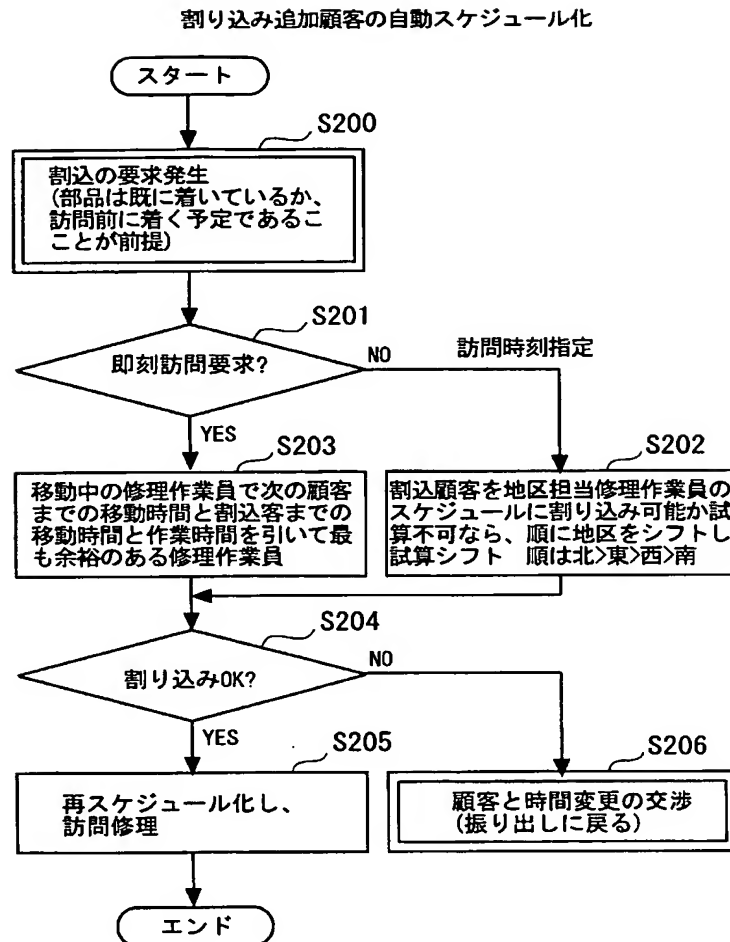 割り込み追加顧客の自動スケジュール化
スタート
S200
割込の要求発生
(部品は既に着いているか、
訪問前に着く予定であるこ
ことが前提)
S201
即刻訪問要求?
NO
訪問時刻指定
YES
S203
移動中の修理作業員で次の顧客
までの移動時間と割込客までの
移動時間と作業時間を引いて最
も余裕のある修理作業員
S202
割込顧客を地区担当修理作業員の
スケジュールに割り込み可能か試
算不可なら、順に地区をシフトし
試算シフト 順は北>東>西>南
S204
割り込みOK?
NO
YES
S205
再スケジュール化し、
訪問修理
S206
顧客と時間変更の交渉
(振り出しに戻る)
エンド